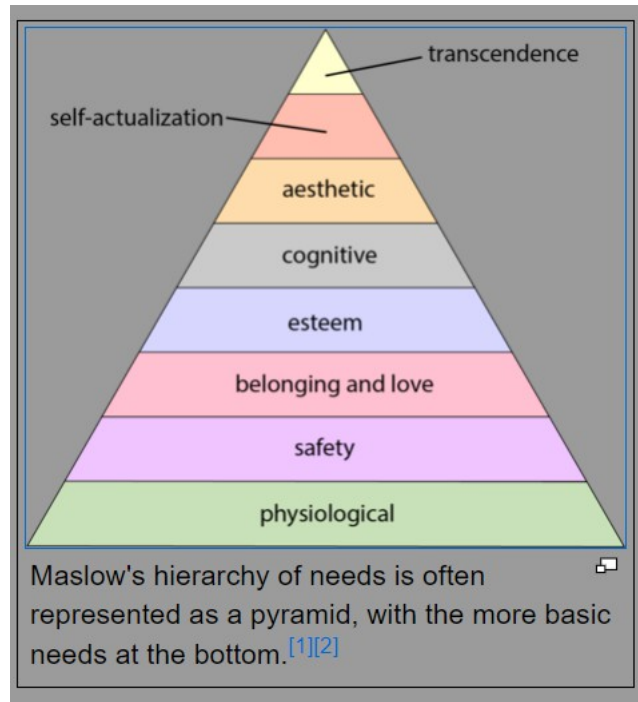 transcendence
self-actualization
aesthetic
cognitive
esteem
belonging and love
safety
physiological
Maslow's hierarchy of needs is often
represented as a pyramid, with the more basic
needs at the bottom.[1][2]